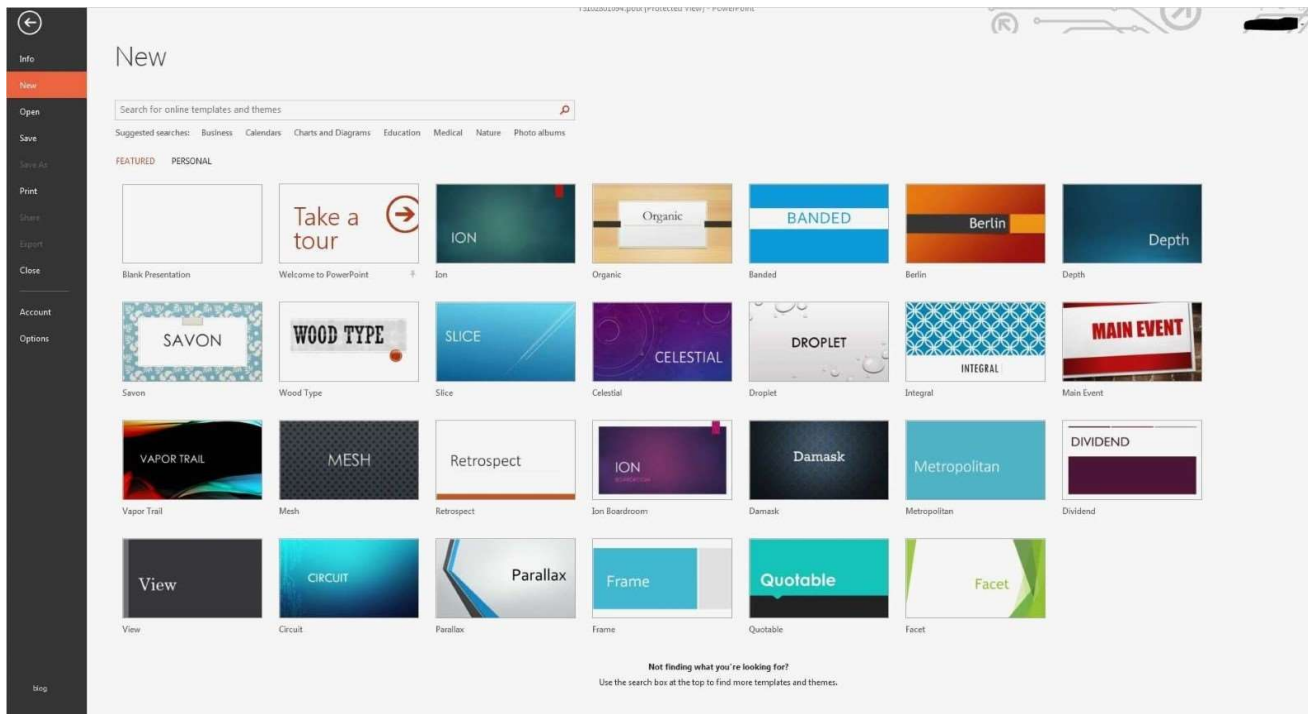 [Protected View] - PowerPoint
Info
New
Open
Save
Save As
Print
Share
Export
Close
Account
Options
blog
New
Search for online templates and themes
Suggested searches: Business Calendars Charts and Diagrams Education Medical Nature Photo albums
FEATURED PERSONAL
Take a
tour
ION
Organic
BANDED
Berlin
Depth
Blank Presentation Welcome to PowerPoint Ion Organic Banded Berlin Depth
SAVON
WOOD TYPE
SLICE
CELESTIAL
DROPLET
INTEGRAL
MAIN EVENT
Savon Wood Type Slice Celestial Droplet Integral Main Event
VAPOR TRAIL
MESH
Retrospect
ION
BOARDROOM
Damask
Metropolitan
DIVIDEND
Vapor Trail Mesh Retrospect Ion Boardroom Damask Metropolitan Dividend
View
CIRCUIT
Parallax
Frame
Quotable
Facet
View Circuit Parallax Frame Quotable Facet
Not finding what you're looking for?
Use the search box at the top to find more templates and themes.